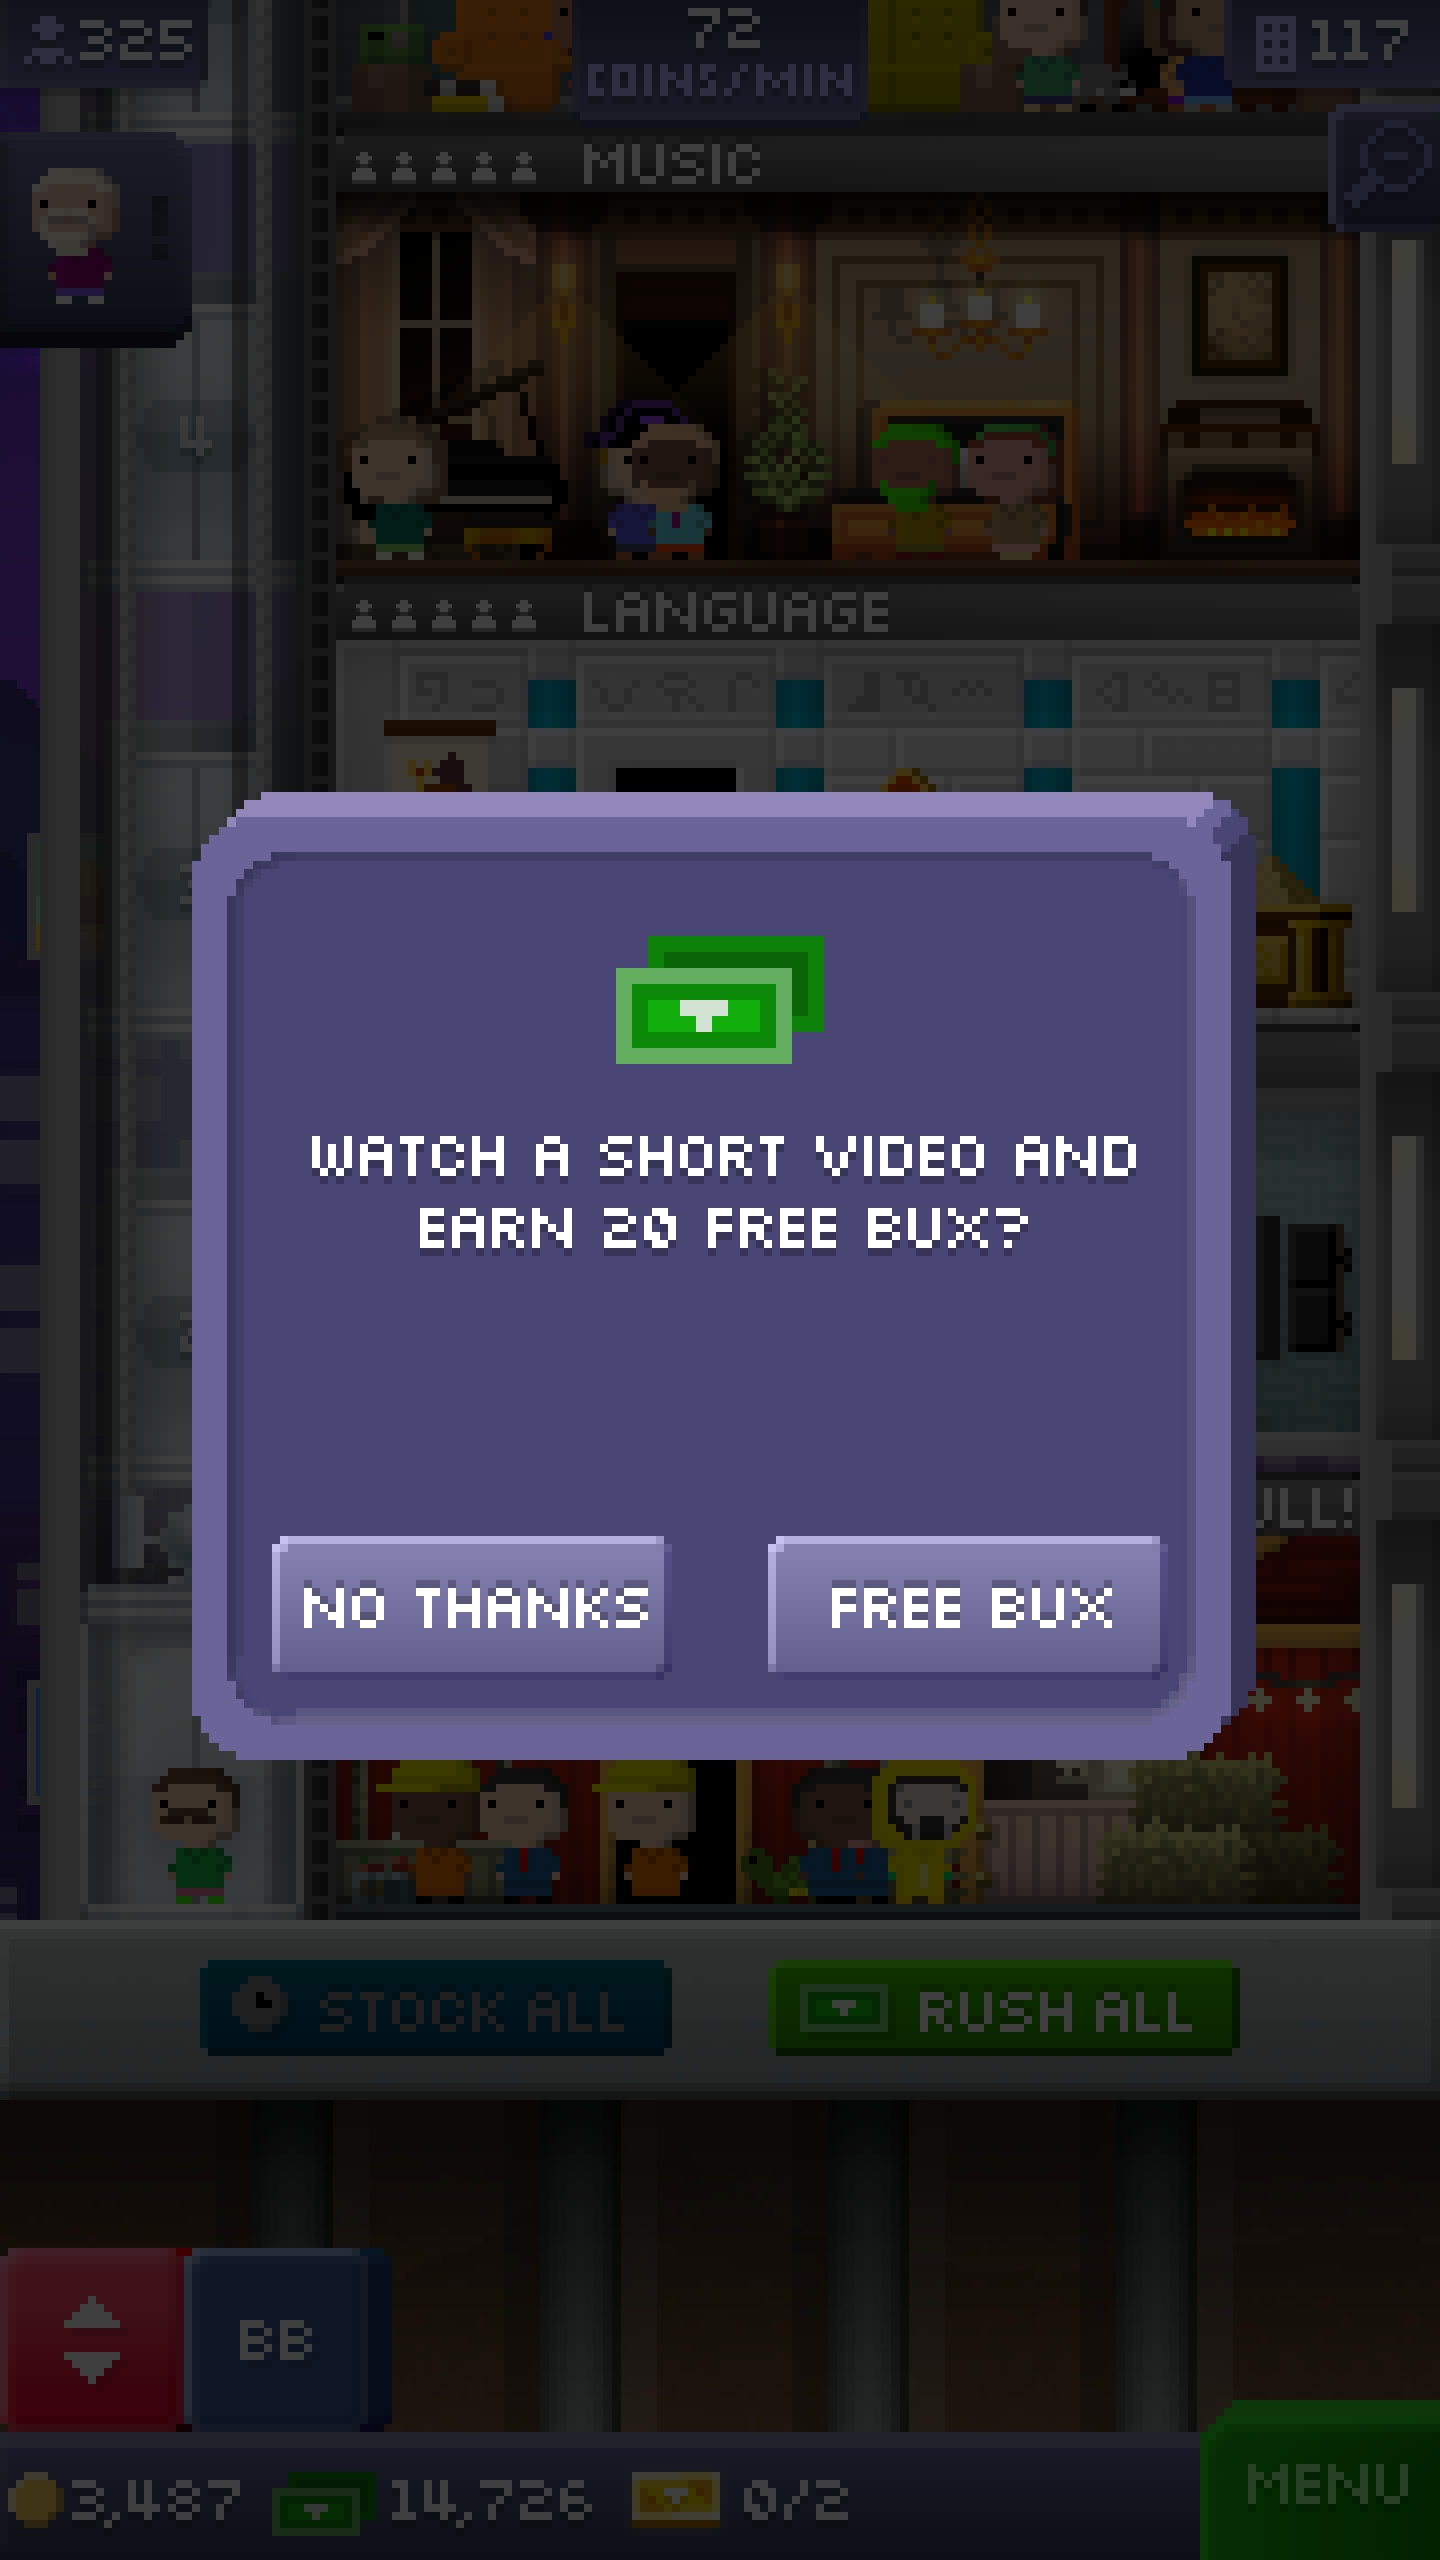 325
72
COINS/MIN
117
MUSIC
4
LANGUAGE
WATCH A SHORT VIDEO AND
EARN 20 FREE BUX?
NO THANKS
FREE BUX
STOCK ALL
RUSH ALL
BB
3,487
14,726
0/2
MENU